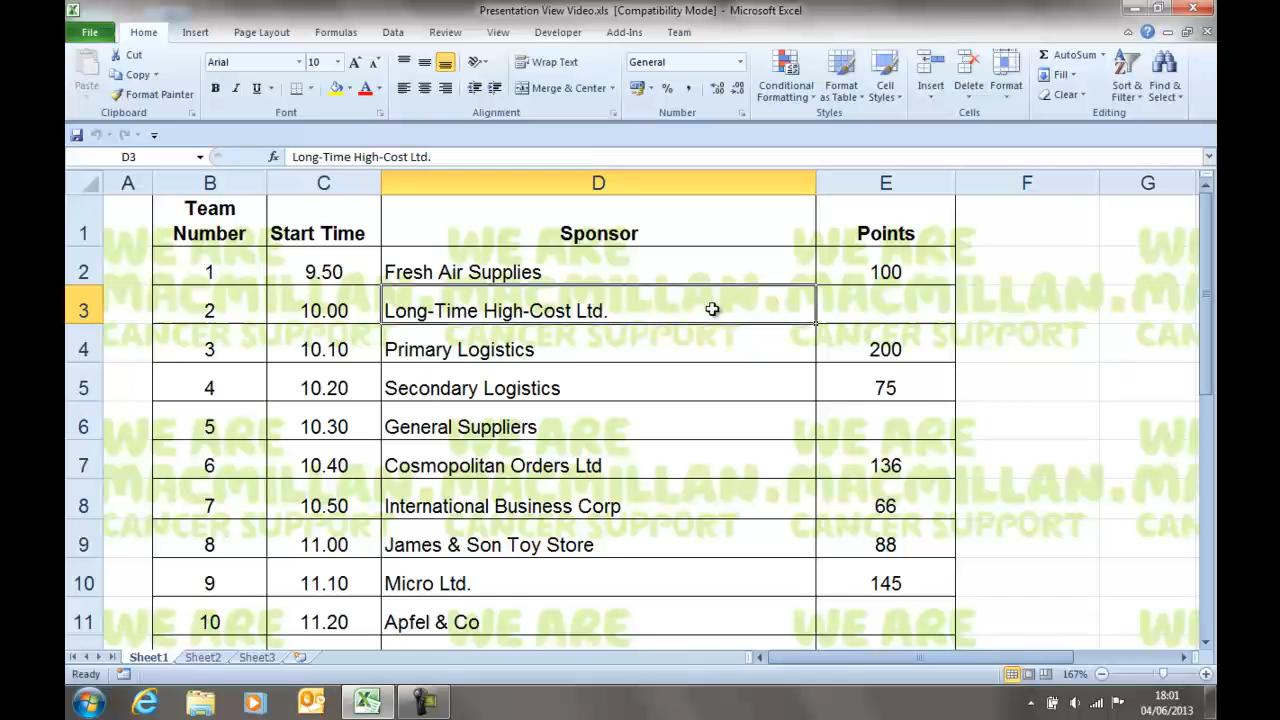 Presentation View Video.xls [Compatibility Mode] - Microsoft Excel
File Home Insert Page Layout Formulas Data Review View Developer Add-Ins Team
Paste
Cut
Copy
Format Painter
Clipboard
Arial 10
B I U
Font
Wrap Text
Merge & Center
Alignment
General
%
Number
Conditional Formatting
Format as Table
Cell Styles
Styles
Insert
Delete
Format
Cells
AutoSum
Fill
Clear
Sort & Filter
Find & Select
Editing
D3 fx Long-Time High-Cost Ltd.
A B C D E F G
1 Team Number Start Time Sponsor Points
2 1 9.50 Fresh Air Supplies 100
3 2 10.00 Long-Time High-Cost Ltd.
4 3 10.10 Primary Logistics 200
5 4 10.20 Secondary Logistics 75
6 5 10.30 General Suppliers
7 6 10.40 Cosmopolitan Orders Ltd 136
8 7 10.50 International Business Corp 66
9 8 11.00 James & Son Toy Store 88
10 9 11.10 Micro Ltd. 145
11 10 11.20 Apfel & Co
WE ARE MACMILLAN. CANCER SUPPORT
Sheet1 Sheet2 Sheet3
Ready 167%
18:01
04/06/2013